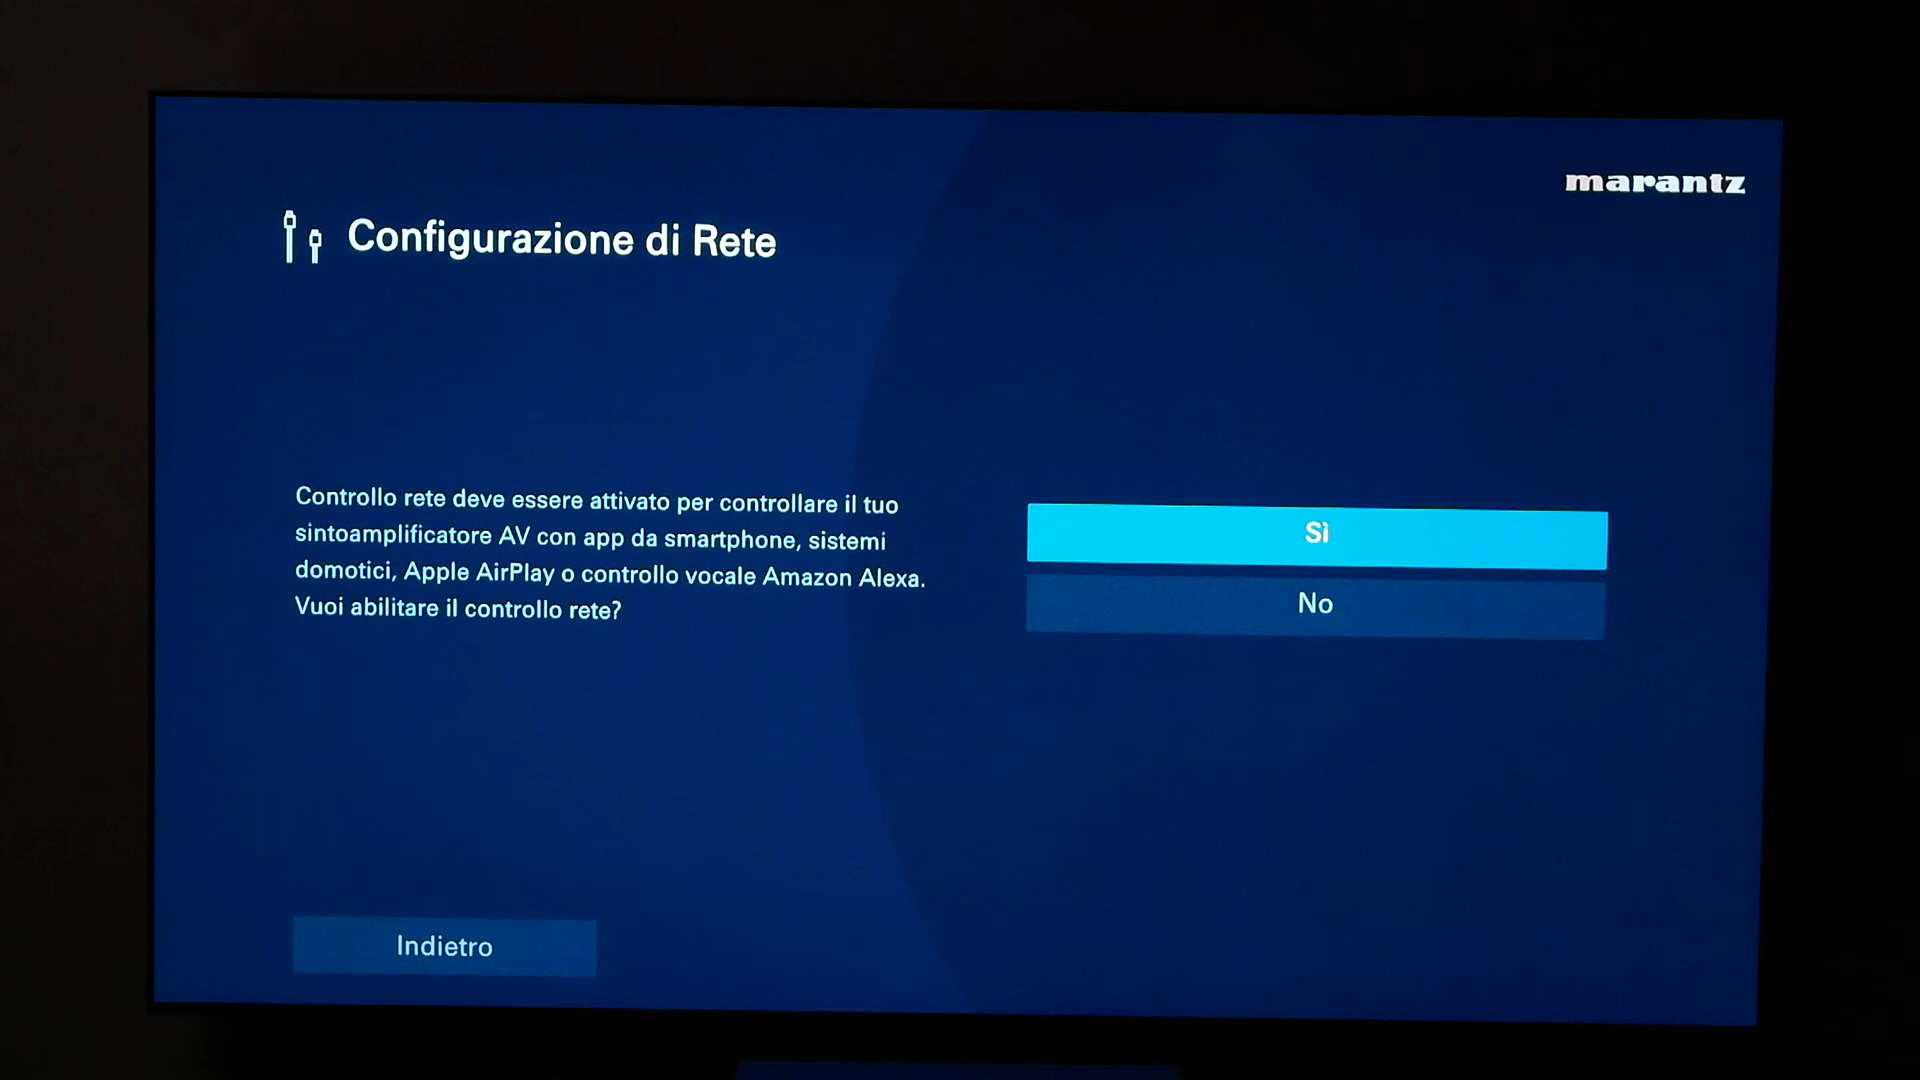 marantz
Configurazione di Rete
Controllo rete deve essere attivato per controllare il tuo
sintoamplificatore AV con app da smartphone, sistemi
domotici, Apple AirPlay o controllo vocale Amazon Alexa.
Vuoi abilitare il controllo rete?
Sì
No
Indietro